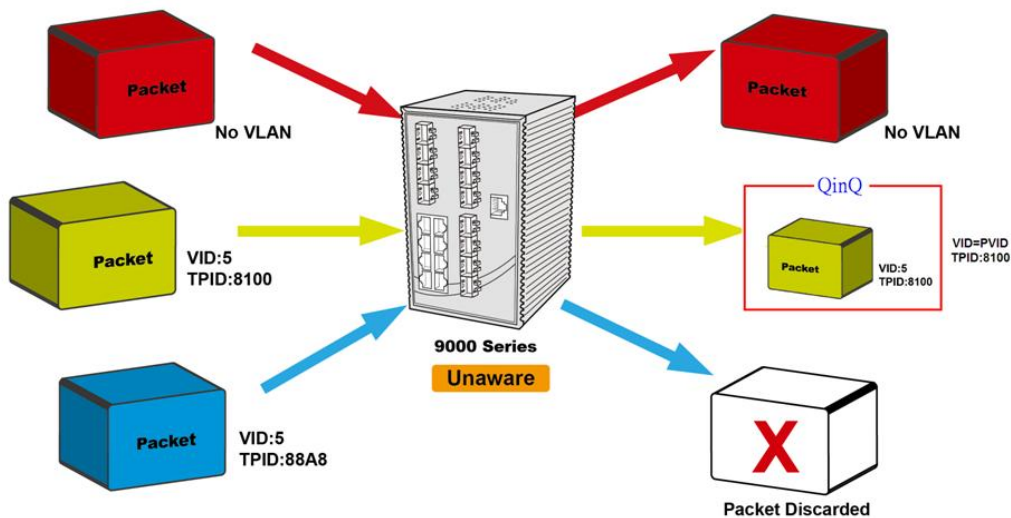 Packet
No VLAN
Packet
No VLAN
Packet
VID:5
TPID:8100
QinQ
Packet
VID:5
TPID:8100
VID=PVID
TPID:8100
9000 Series
Unaware
Packet
VID:5
TPID:88A8
X
Packet Discarded